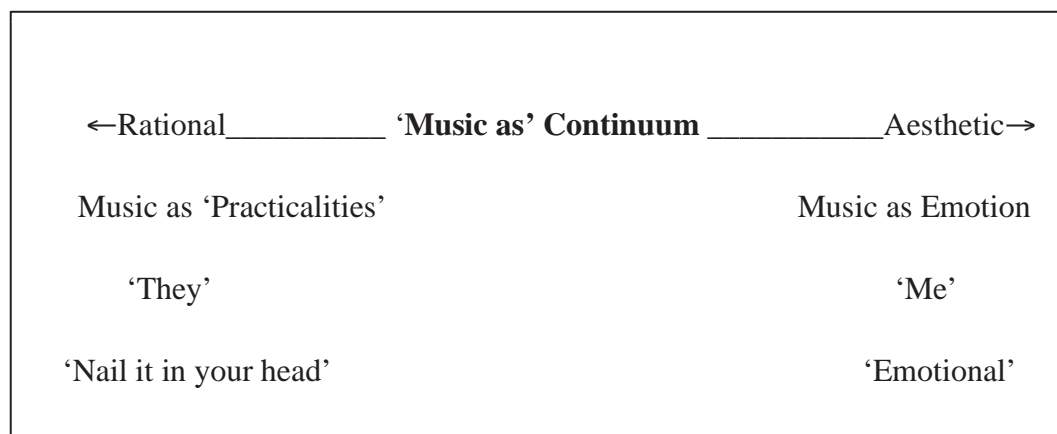 ←Rational__________ ‘Music as’ Continuum ___________Aesthetic→
Music as ‘Practicalities’ Music as Emotion
‘They’ ‘Me’
‘Nail it in your head’ ‘Emotional’